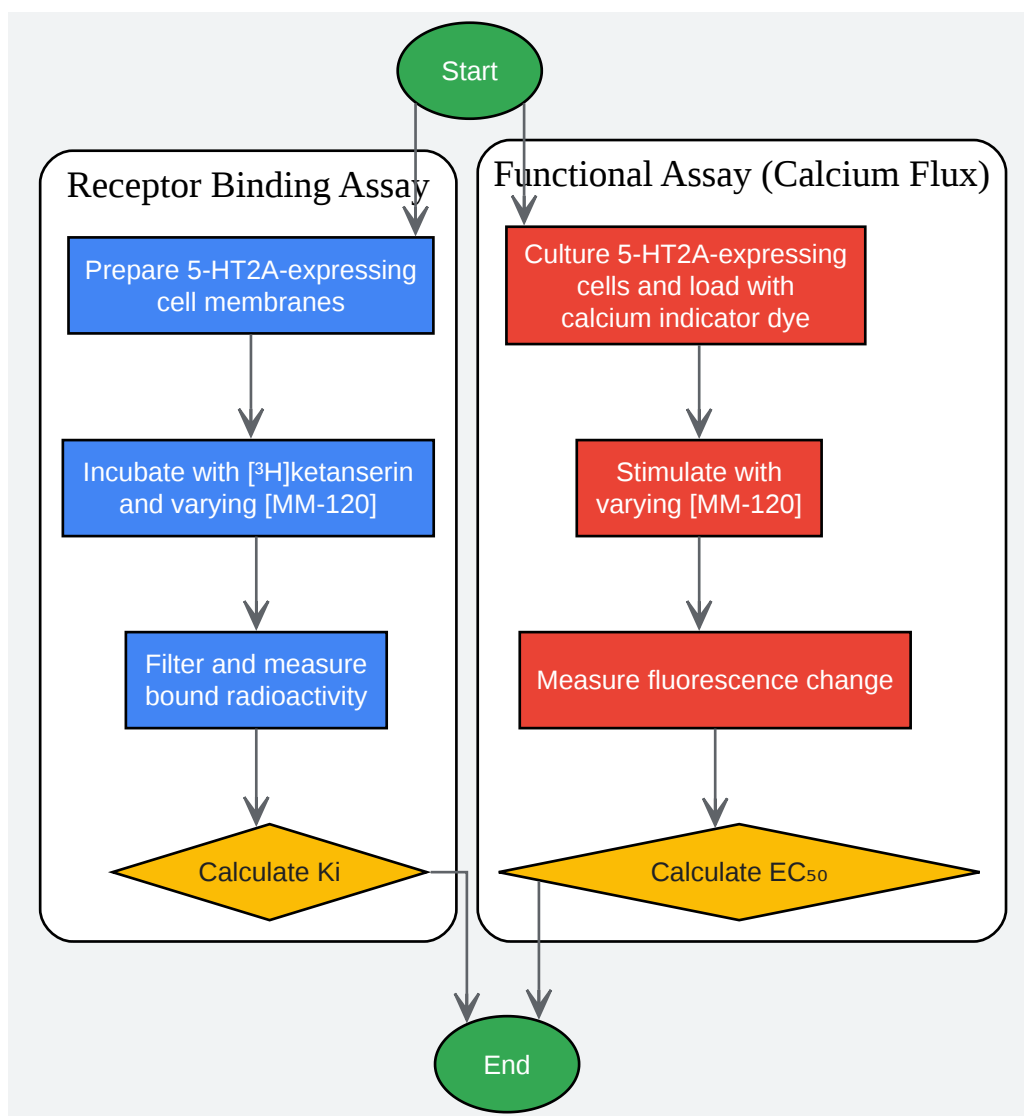 Start
Receptor Binding Assay
Prepare 5-HT2A-expressing
cell membranes
Incubate with [³H]ketanserin
and varying [MM-120]
Filter and measure
bound radioactivity
Calculate Ki
Functional Assay (Calcium Flux)
Culture 5-HT2A-expressing
cells and load with
calcium indicator dye
Stimulate with
varying [MM-120]
Measure fluorescence change
Calculate EC₅₀
End